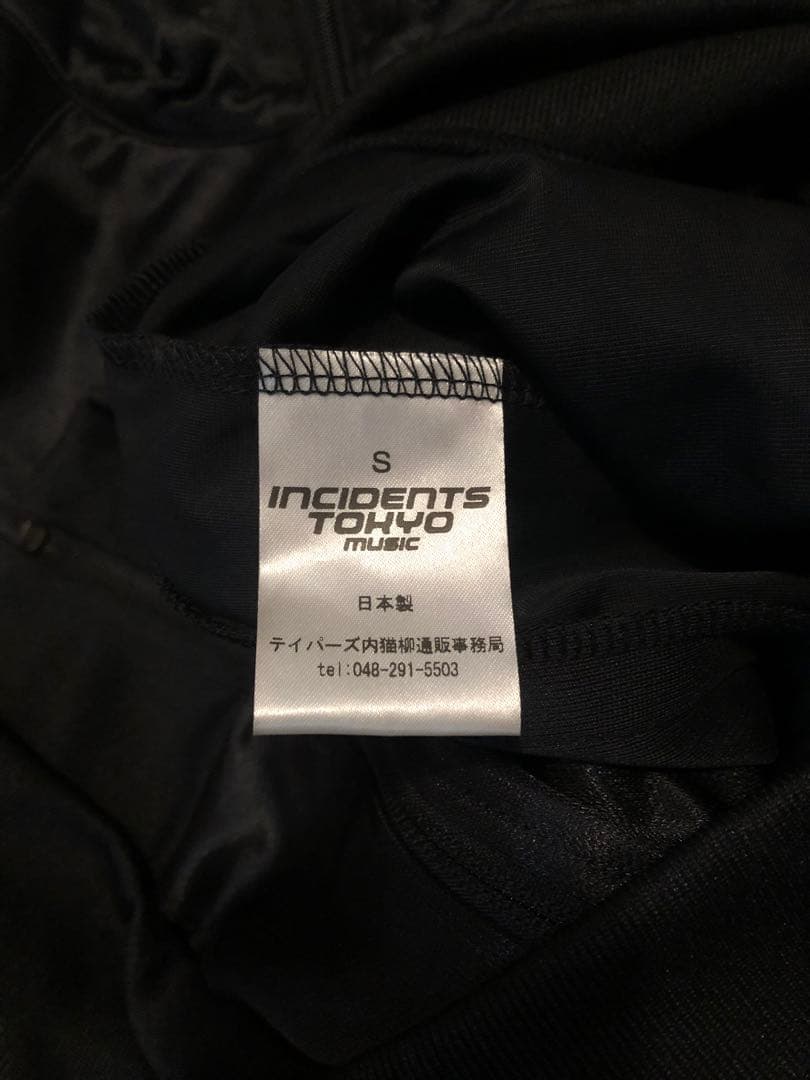 S
INCIDENTS
TOKYO
MUSIC
日本製
テイパーズ内猫柳通販事務局
tel:048-291-5503